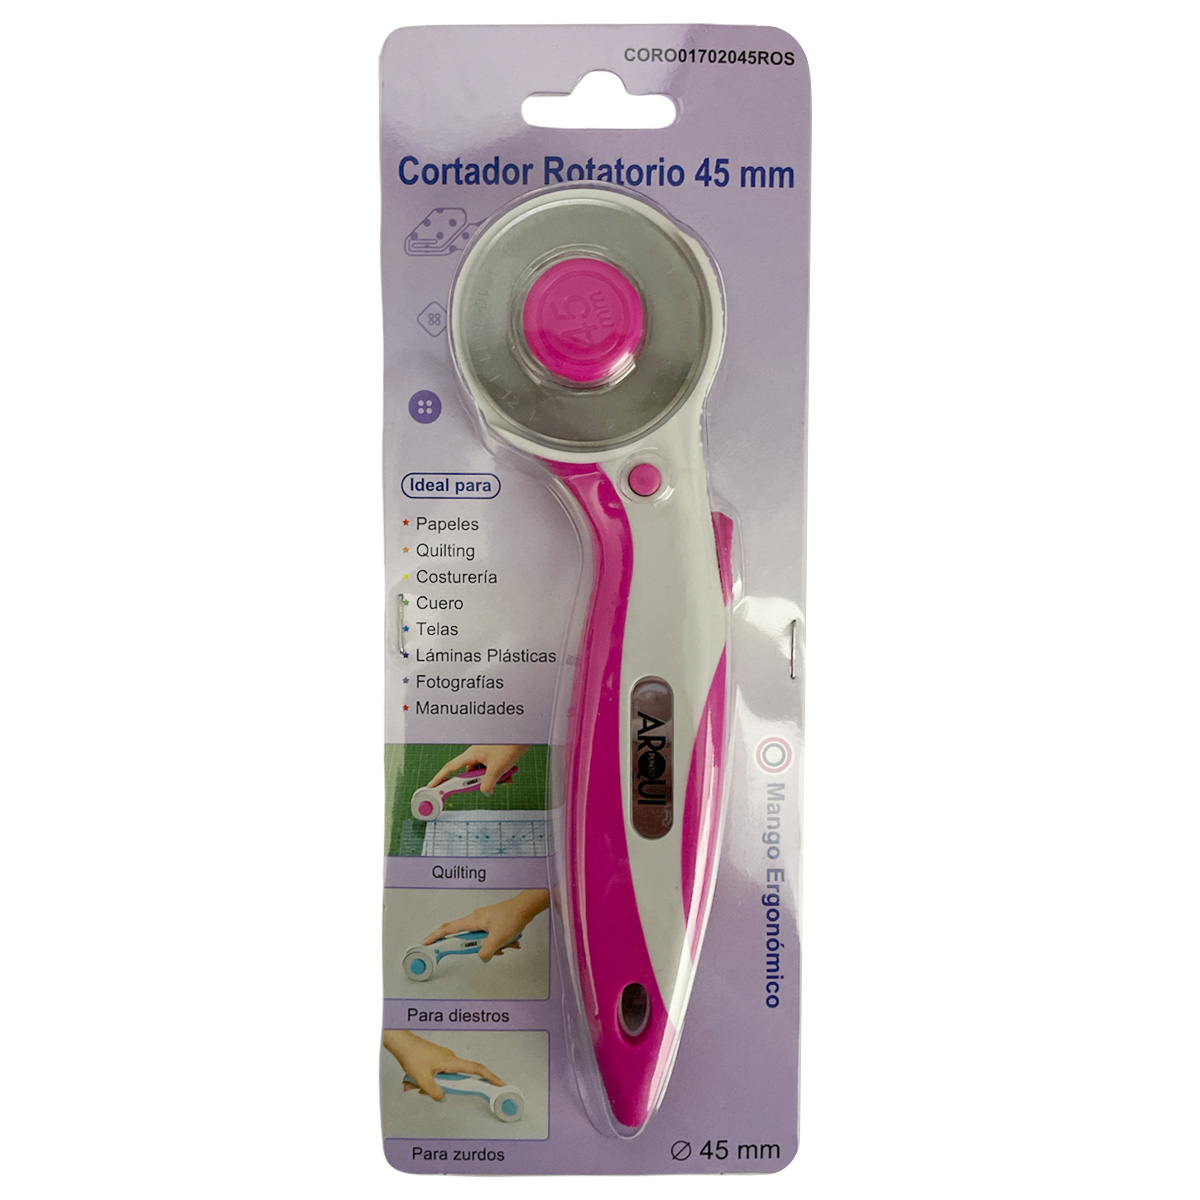 CORO01702045ROS
Cortador Rotatorio 45 mm
45
mm
Ideal para
Papeles
Quilting
Costurería
Cuero
Telas
Láminas Plásticas
Fotografías
Manualidades
ARQUI
PUNTO
Mango Ergonómico
Quilting
Para diestros
Para zurdos
Ø 45 mm